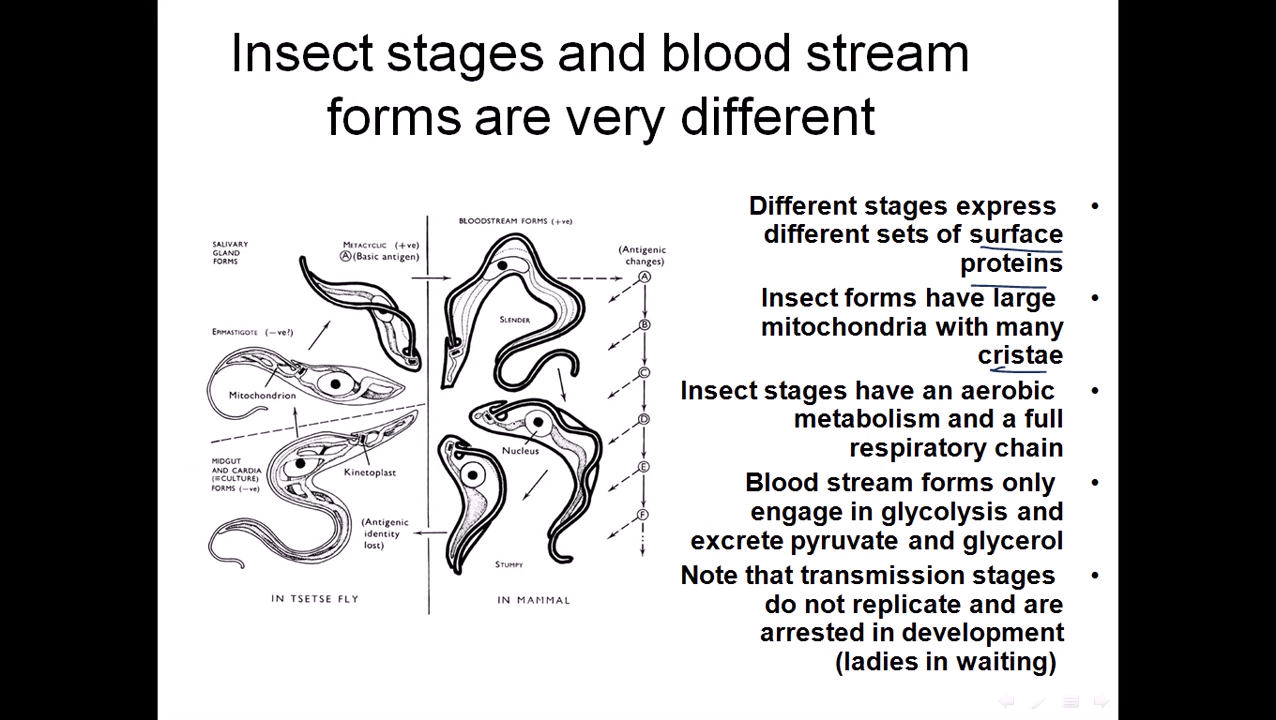 Insect stages and blood stream
forms are very different
SALIVARY
GLAND
FORMS
METACYCLIC (+ve)
Ⓐ(Basic antigen)
BLOODSTREAM FORMS (+ve)
(Antigenic
changes)
A
B
C
D
E
F
SLENDER
EPIMASTIGOTE (−ve?)
Mitochondrion
Nucleus
Kinetoplast
MIDGUT
AND CARDIA
(=CULTURE)
FORMS (−ve)
(Antigenic
identity
lost)
STUMPY
IN TSETSE FLY
IN MAMMAL
• Different stages express
different sets of surface
proteins
• Insect forms have large
mitochondria with many
cristae
• Insect stages have an aerobic
metabolism and a full
respiratory chain
• Blood stream forms only
engage in glycolysis and
excrete pyruvate and glycerol
• Note that transmission stages
do not replicate and are
arrested in development
(ladies in waiting)